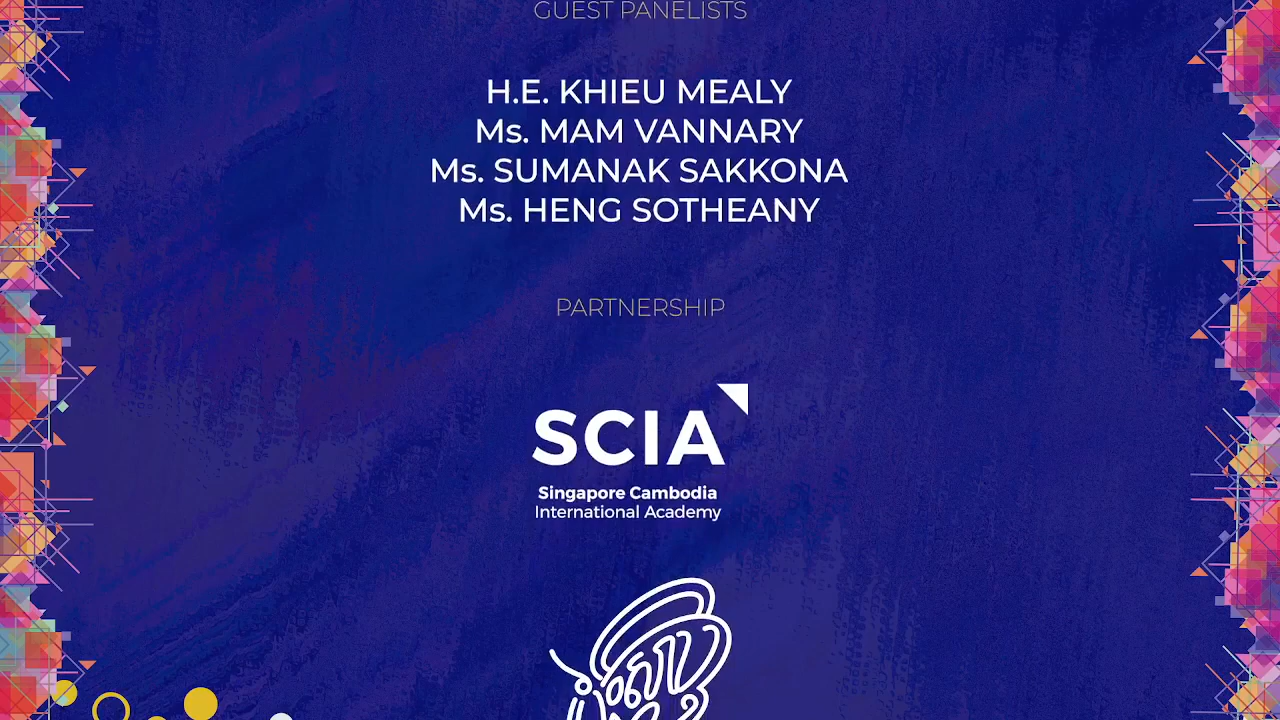 GUEST PANELISTS
H.E. KHIEU MEALY
Ms. MAM VANNARY
Ms. SUMANAK SAKKONA
Ms. HENG SOTHEANY
PARTNERSHIP
SCIA
Singapore Cambodia
International Academy